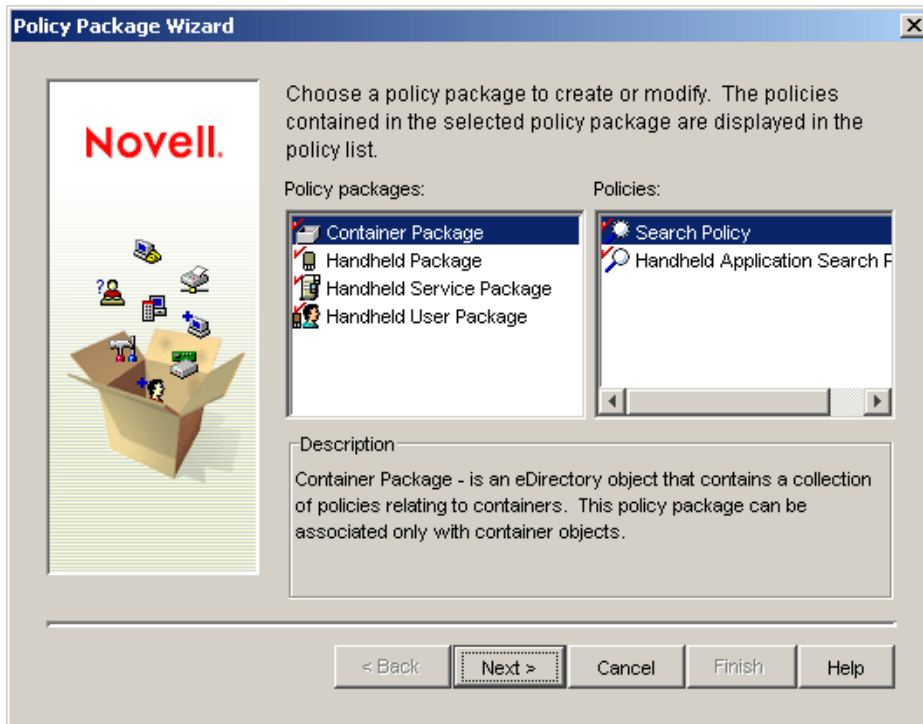 Policy Package Wizard
Novell.
Choose a policy package to create or modify. The policies
contained in the selected policy package are displayed in the
policy list.
Policy packages:
Container Package
Handheld Package
Handheld Service Package
Handheld User Package
Policies:
Search Policy
Handheld Application Search P
Description
Container Package - is an eDirectory object that contains a collection
of policies relating to containers. This policy package can be
associated only with container objects.
< Back
Next >
Cancel
Finish
Help